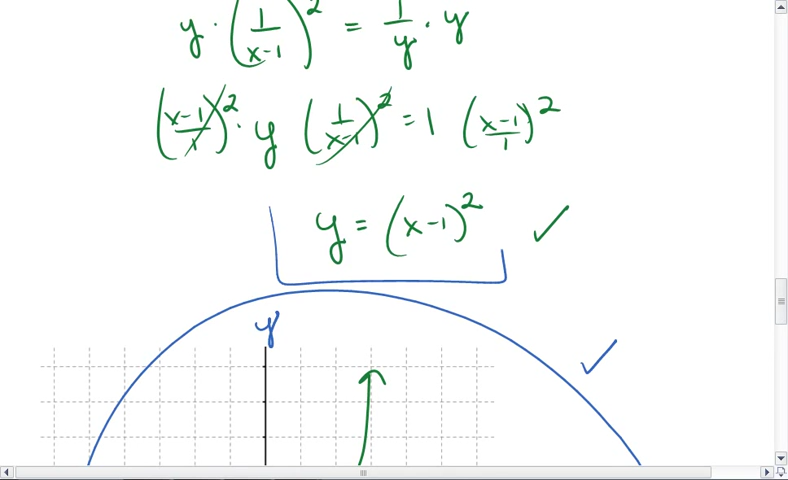 y · (1/x-1)² = 1/y · y
(x-1/1)² · y (1/x-1)² = 1 (x-1/1)²
y = (x-1)² ✓
y
✓